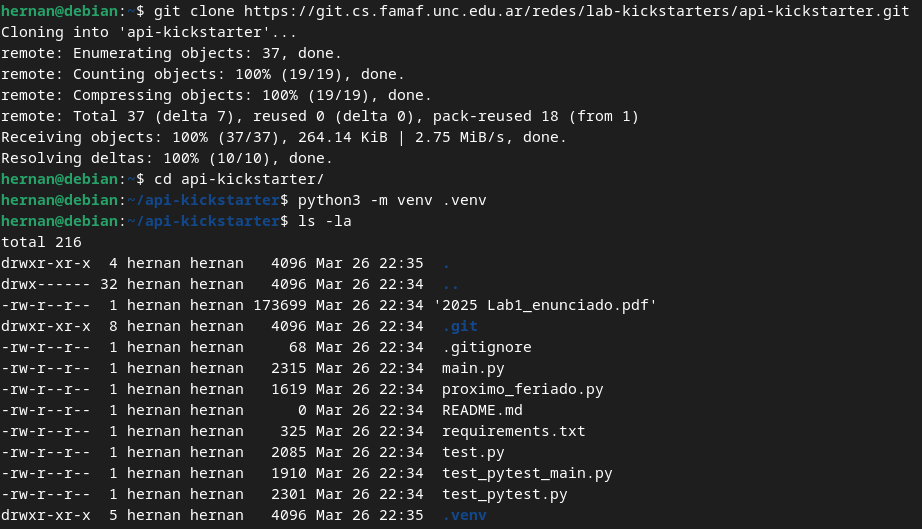 hernan@debian:~$ git clone https://git.cs.famaf.unc.edu.ar/redes/lab-kickstarters/api-kickstarter.git
Cloning into 'api-kickstarter'...
remote: Enumerating objects: 37, done.
remote: Counting objects: 100% (19/19), done.
remote: Compressing objects: 100% (19/19), done.
remote: Total 37 (delta 7), reused 0 (delta 0), pack-reused 18 (from 1)
Receiving objects: 100% (37/37), 264.14 KiB | 2.75 MiB/s, done.
Resolving deltas: 100% (10/10), done.
hernan@debian:~$ cd api-kickstarter/
hernan@debian:~/api-kickstarter$ python3 -m venv .venv
hernan@debian:~/api-kickstarter$ ls -la
total 216
drwxr-xr-x  4 hernan hernan   4096 Mar 26 22:35  .
drwx------ 32 hernan hernan   4096 Mar 26 22:34  ..
-rw-r--r--  1 hernan hernan 173699 Mar 26 22:34 '2025 Lab1_enunciado.pdf'
drwxr-xr-x  8 hernan hernan   4096 Mar 26 22:34  .git
-rw-r--r--  1 hernan hernan     68 Mar 26 22:34  .gitignore
-rw-r--r--  1 hernan hernan   2315 Mar 26 22:34  main.py
-rw-r--r--  1 hernan hernan   1619 Mar 26 22:34  proximo_feriado.py
-rw-r--r--  1 hernan hernan      0 Mar 26 22:34  README.md
-rw-r--r--  1 hernan hernan    325 Mar 26 22:34  requirements.txt
-rw-r--r--  1 hernan hernan   2085 Mar 26 22:34  test.py
-rw-r--r--  1 hernan hernan   1910 Mar 26 22:34  test_pytest_main.py
-rw-r--r--  1 hernan hernan   2301 Mar 26 22:34  test_pytest.py
drwxr-xr-x  5 hernan hernan   4096 Mar 26 22:35  .venv